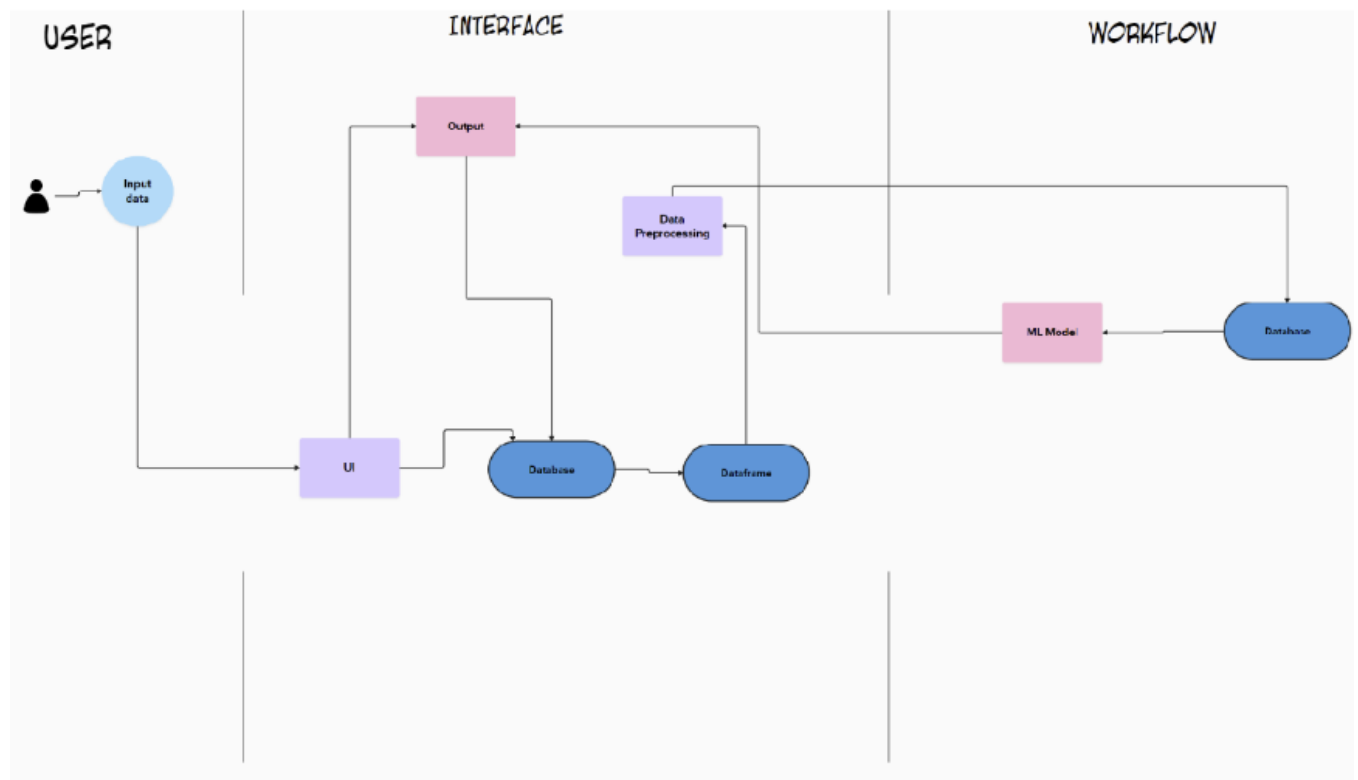 USER
INTERFACE
WORKFLOW
Output
Input
data
Data
Preprocessing
ML Model
Database
UI
Database
Dataframe